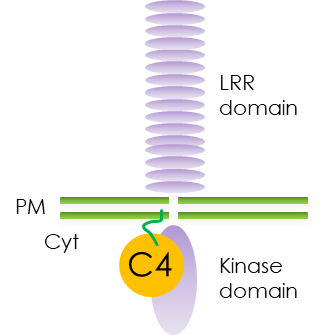 LRR
domain
PM
Cyt
C4
Kinase
domain